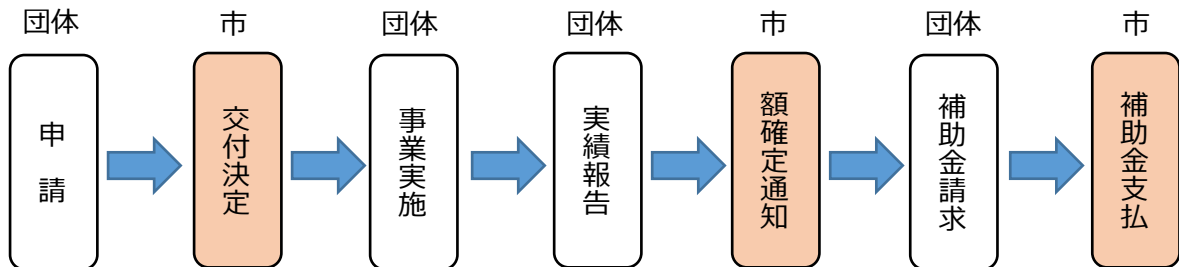 団体
市
団体
団体
市
団体
市
申請
交付決定
事業実施
実績報告
額確定通知
補助金請求
補助金支払